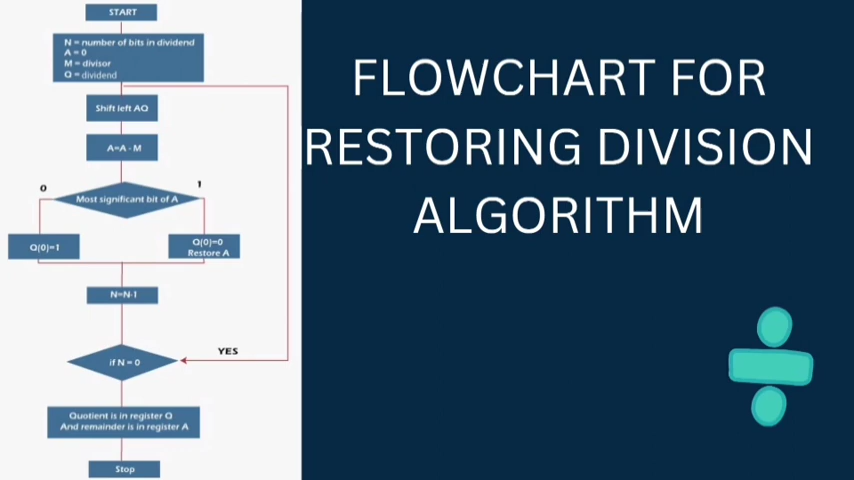 START
N = number of bits in dividend
A = 0
M = divisor
Q = dividend
Shift left AQ
A=A - M
0
1
Most significant bit of A
Q(0)=1
Q(0)=0
Restore A
N=N-1
YES
if N = 0
Quotient is in register Q
And remainder is in register A
Stop
FLOWCHART FOR
RESTORING DIVISION
ALGORITHM